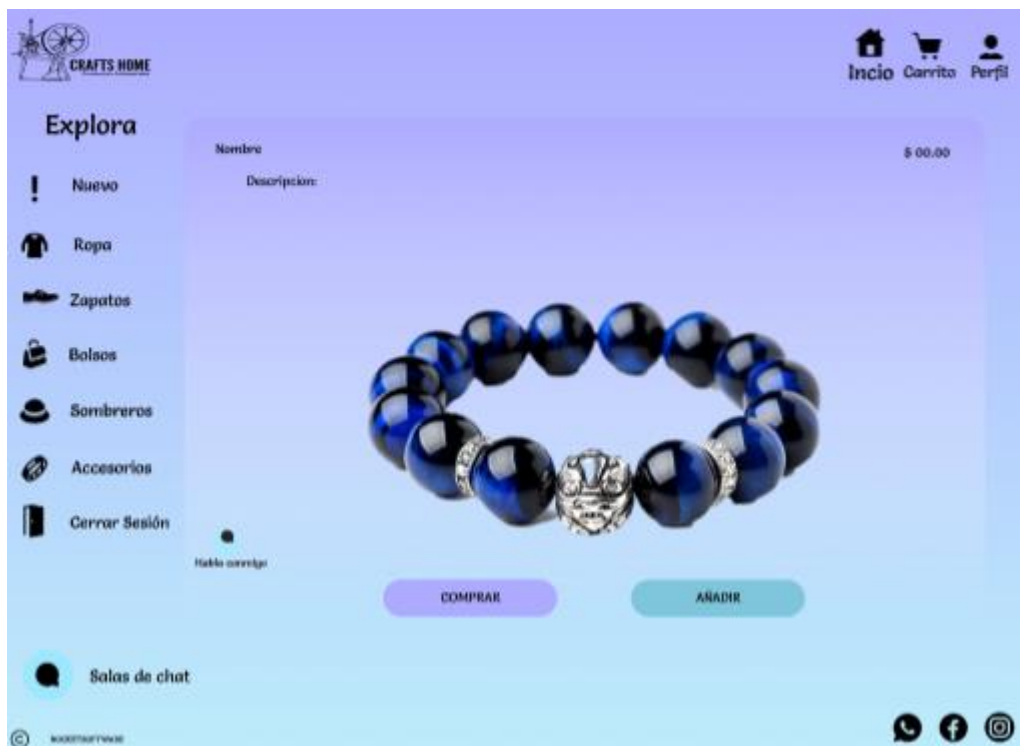 CRAFTS HOME
Incio
Carrito
Perfil
Explora
Nombre
$ 00.00
Descripcion:
Nuevo
Ropa
Zapatos
Bolsos
Sombreros
Accesorios
Cerrar Sesión
Hablo conmigo
COMPRAR
AÑADIR
Salas de chat
©